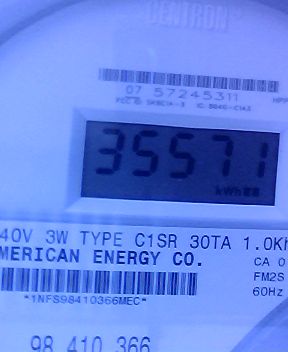 CENTRON
07 57245311
35571
kWh
40V 3W TYPE C1SR 30TA 1.0Kh
MERICAN ENERGY CO.
CA 0
FM2S
60Hz
*1NFS98410366MEC*
98 410 366